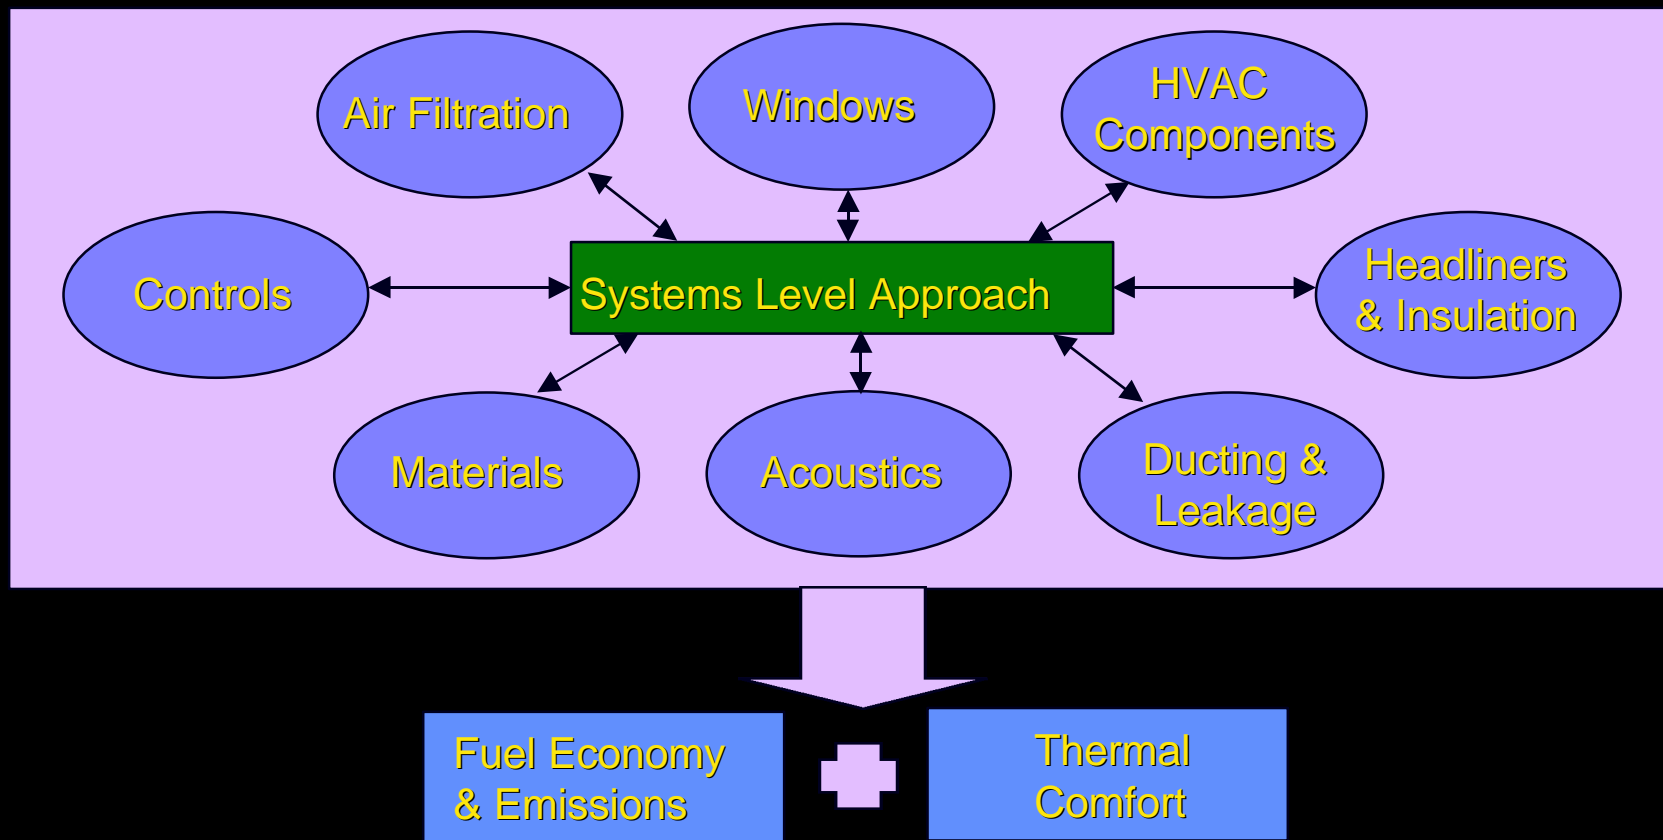 Air Filtration
Windows
HVAC
Components
Controls
Systems Level Approach
Headliners
& Insulation
Materials
Acoustics
Ducting &
Leakage
Fuel Economy
& Emissions
Thermal
Comfort